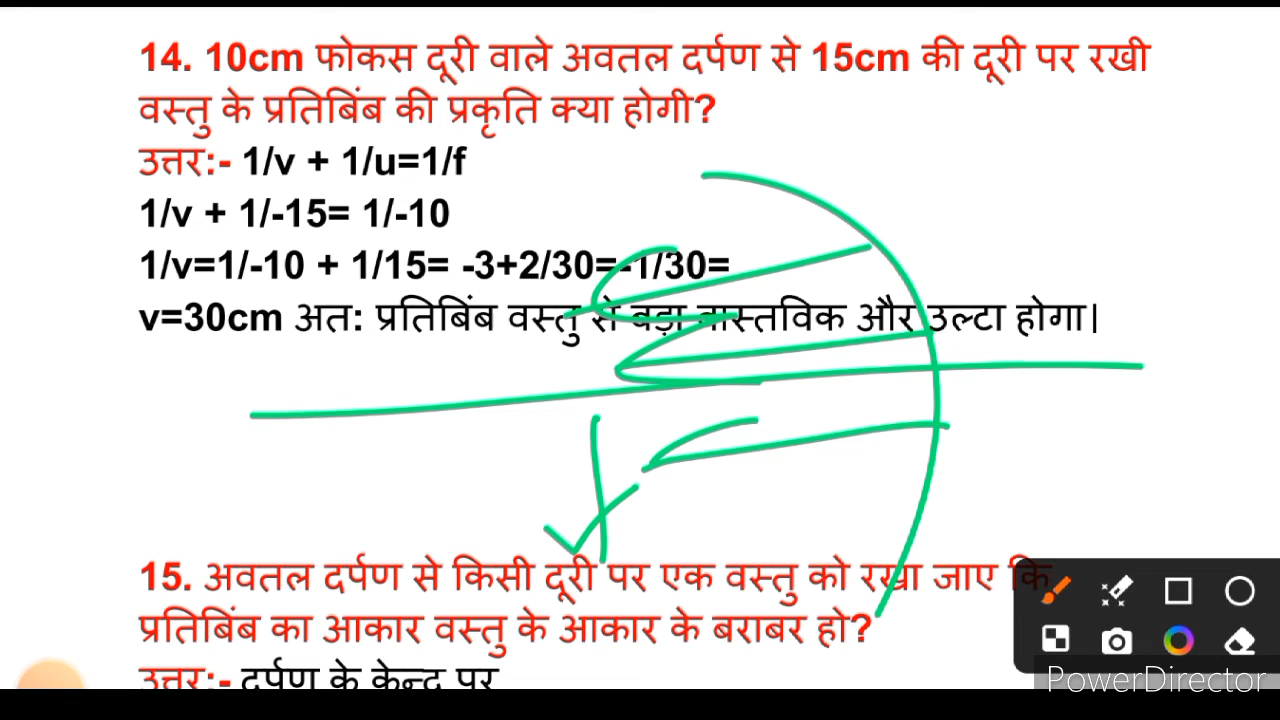 14. 10cm फोकस दूरी वाले अवतल दर्पण से 15cm की दूरी पर रखी
वस्तु के प्रतिबिंब की प्रकृति क्या होगी?
उत्तर:- 1/v + 1/u=1/f
1/v + 1/-15= 1/-10
1/v=1/-10 + 1/15= -3+2/30=-1/30=
v=30cm अत: प्रतिबिंब वस्तु से बड़ा वास्तविक और उल्टा होगा।
15. अवतल दर्पण से किसी दूरी पर एक वस्तु को रखा जाए कि
प्रतिबिंब का आकार वस्तु के आकार के बराबर हो?
उत्तर:- दर्पण के केन्द्र पर
PowerDirector